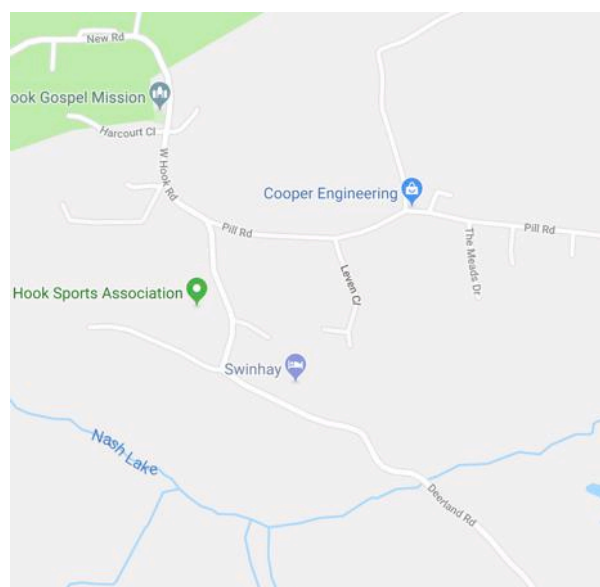 New Rd
ook Gospel Mission
Harcourt Cl
W Hook Rd
Cooper Engineering
Pill Rd
Pill Rd
The Meads Dr
Leven Cl
Hook Sports Association
Swinhay
Nash Lake
Deerland Rd